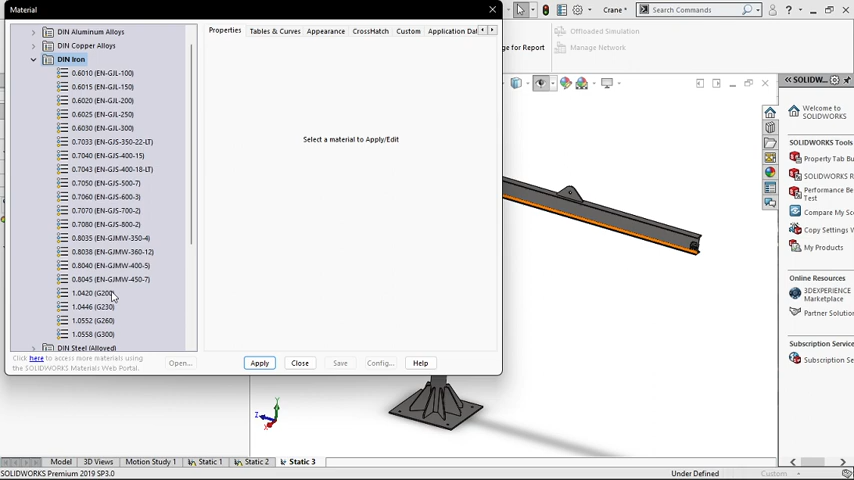 Material
DIN Aluminum Alloys
DIN Copper Alloys
DIN Iron
0.6010 (EN-GJL-100)
0.6015 (EN-GJL-150)
0.6020 (EN-GJL-200)
0.6025 (EN-GJL-250)
0.6030 (EN-GJL-300)
0.7033 (EN-GJS-350-22-LT)
0.7040 (EN-GJS-400-15)
0.7043 (EN-GJS-400-18-LT)
0.7050 (EN-GJS-500-7)
0.7060 (EN-GJS-600-3)
0.7070 (EN-GJS-700-2)
0.7080 (EN-GJS-800-2)
0.8035 (EN-GJMW-350-4)
0.8038 (EN-GJMW-360-12)
0.8040 (EN-GJMW-400-5)
0.8045 (EN-GJMW-450-7)
1.0420 (G200)
1.0446 (G230)
1.0552 (G260)
1.0558 (G300)
DIN Steel (Alloyed)
Click here to access more materials using
the SOLIDWORKS Materials Web Portal.
Open...
Properties Tables & Curves Appearance CrossHatch Custom Application Dat
Select a material to Apply/Edit
Apply Close Save Config... Help
Crane *
Search Commands
ge for Report
Offloaded Simulation
Manage Network
SOLIDW...
Welcome to
SOLIDWORKS
SOLIDWORKS Tools
Property Tab Bu
SOLIDWORKS R
Performance Be
Test
Compare My Sc
Copy Settings V
My Products
Online Resources
3DEXPERIENCE
Marketplace
Partner Solution
Subscription Services
Subscription Se
Y
Z
X
Model 3D Views Motion Study 1 Static 1 Static 2 Static 3
SOLIDWORKS Premium 2019 SP3.0
Under Defined
Custom